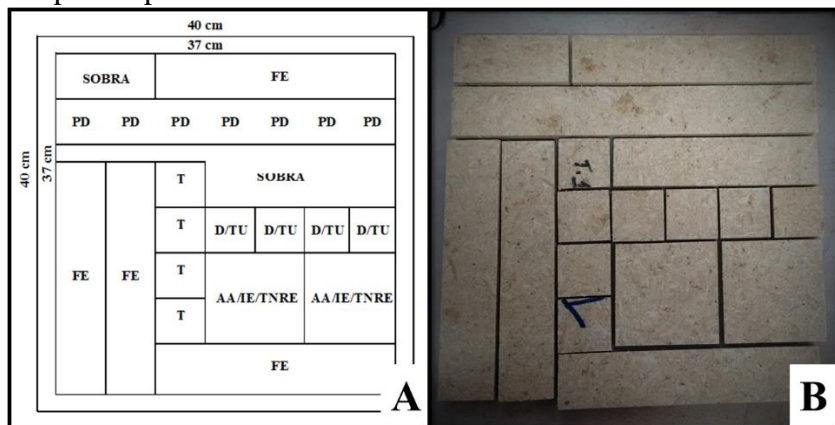 40 cm
37 cm
40 cm
37 cm
SOBRA FE
PD PD PD PD PD PD PD
T SOBRA
T D/TU D/TU D/TU D/TU
FE FE
T AA/IE/TNRE AA/IE/TNRE
T
FE
A
B